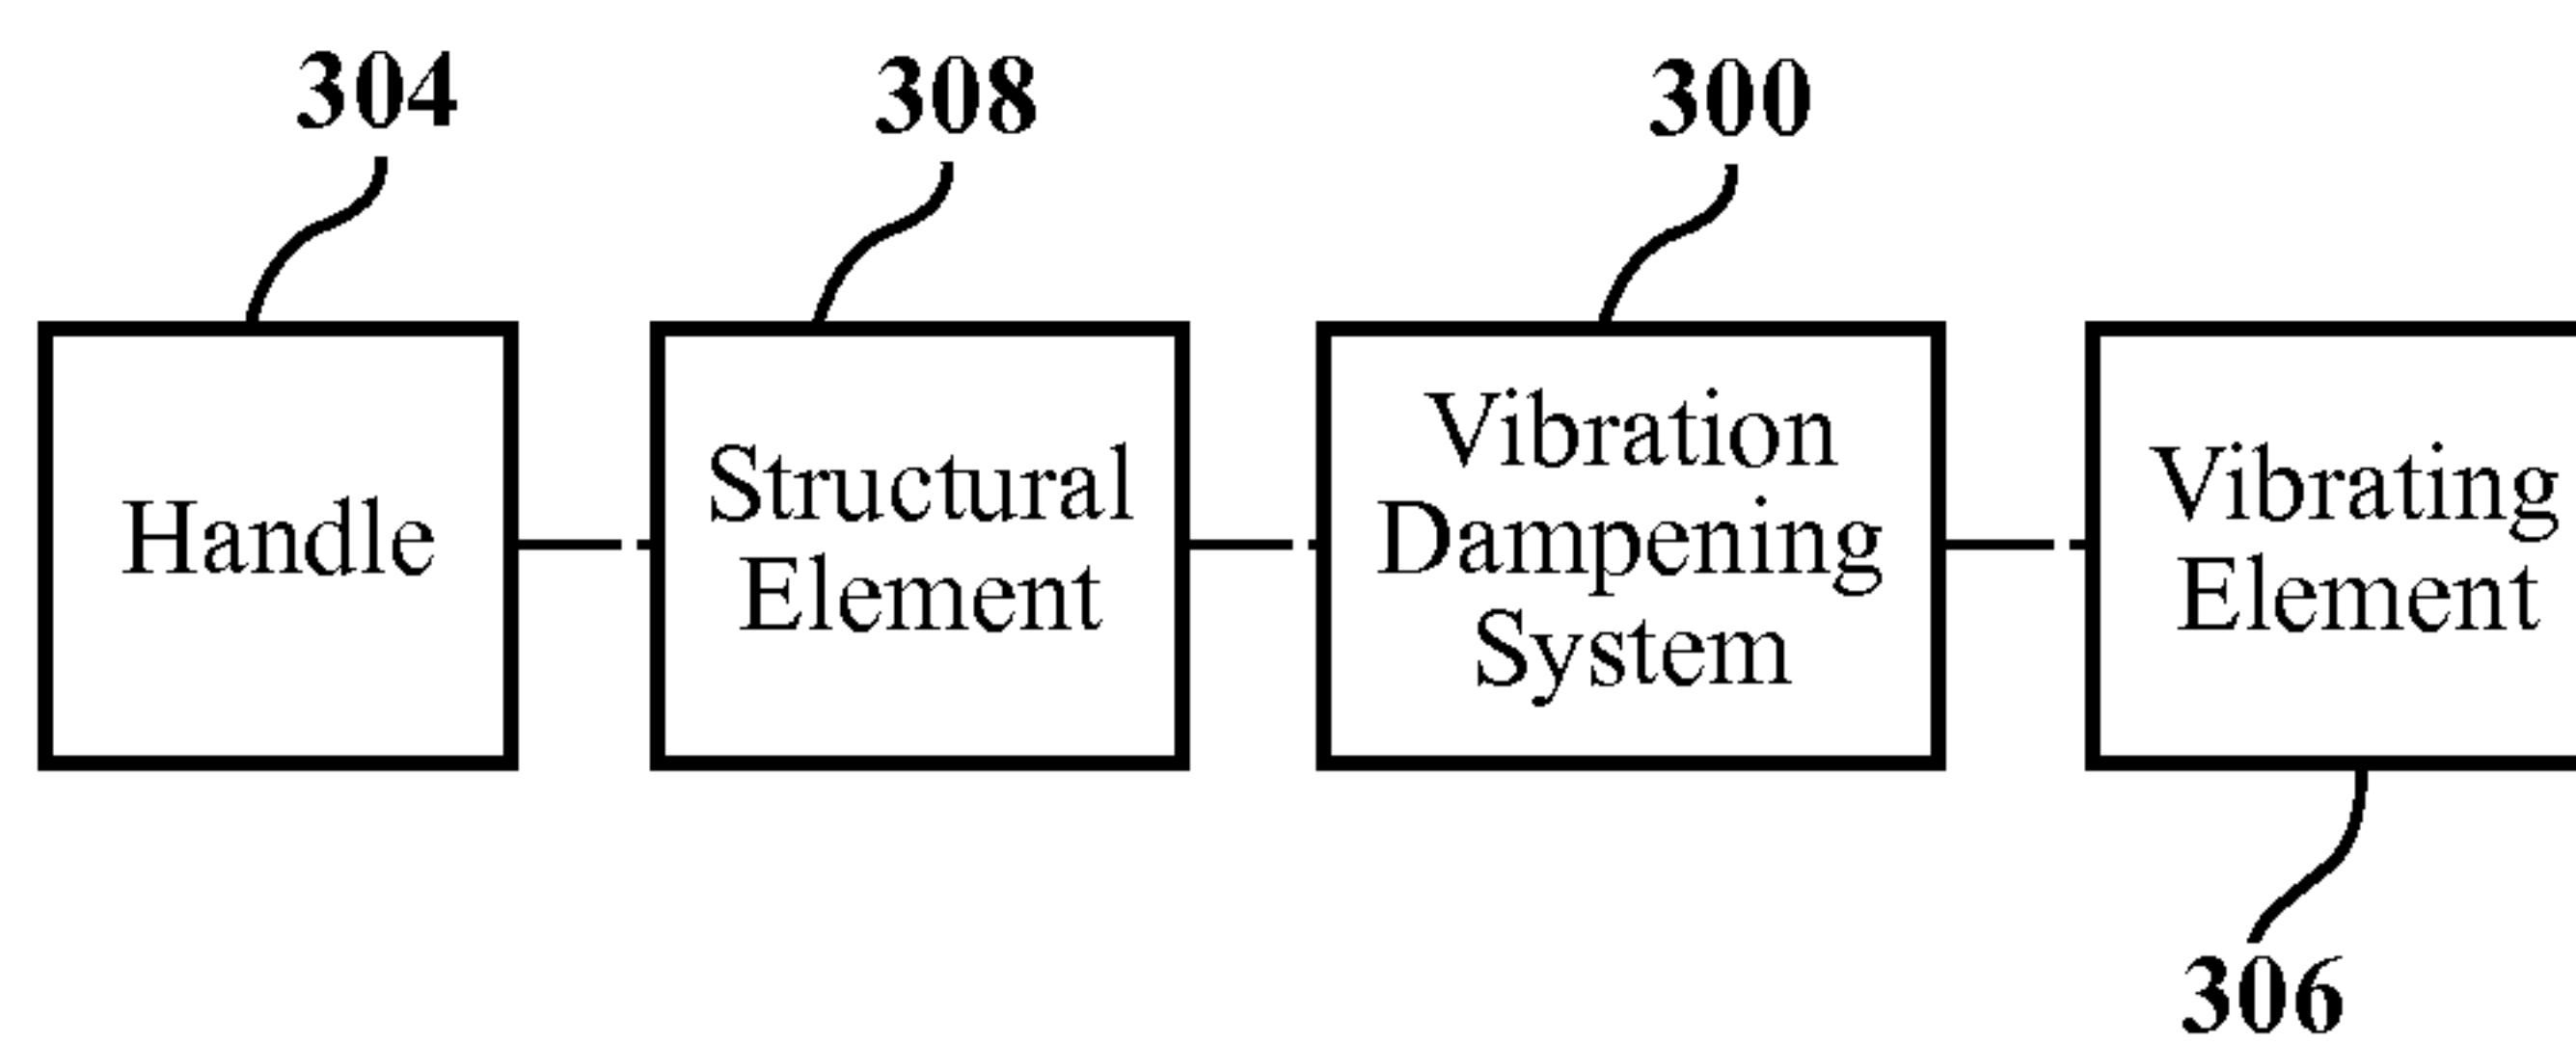 304
308
300
Handle
Structural
Element
Vibration
Dampening
System
Vibrating
Element
306